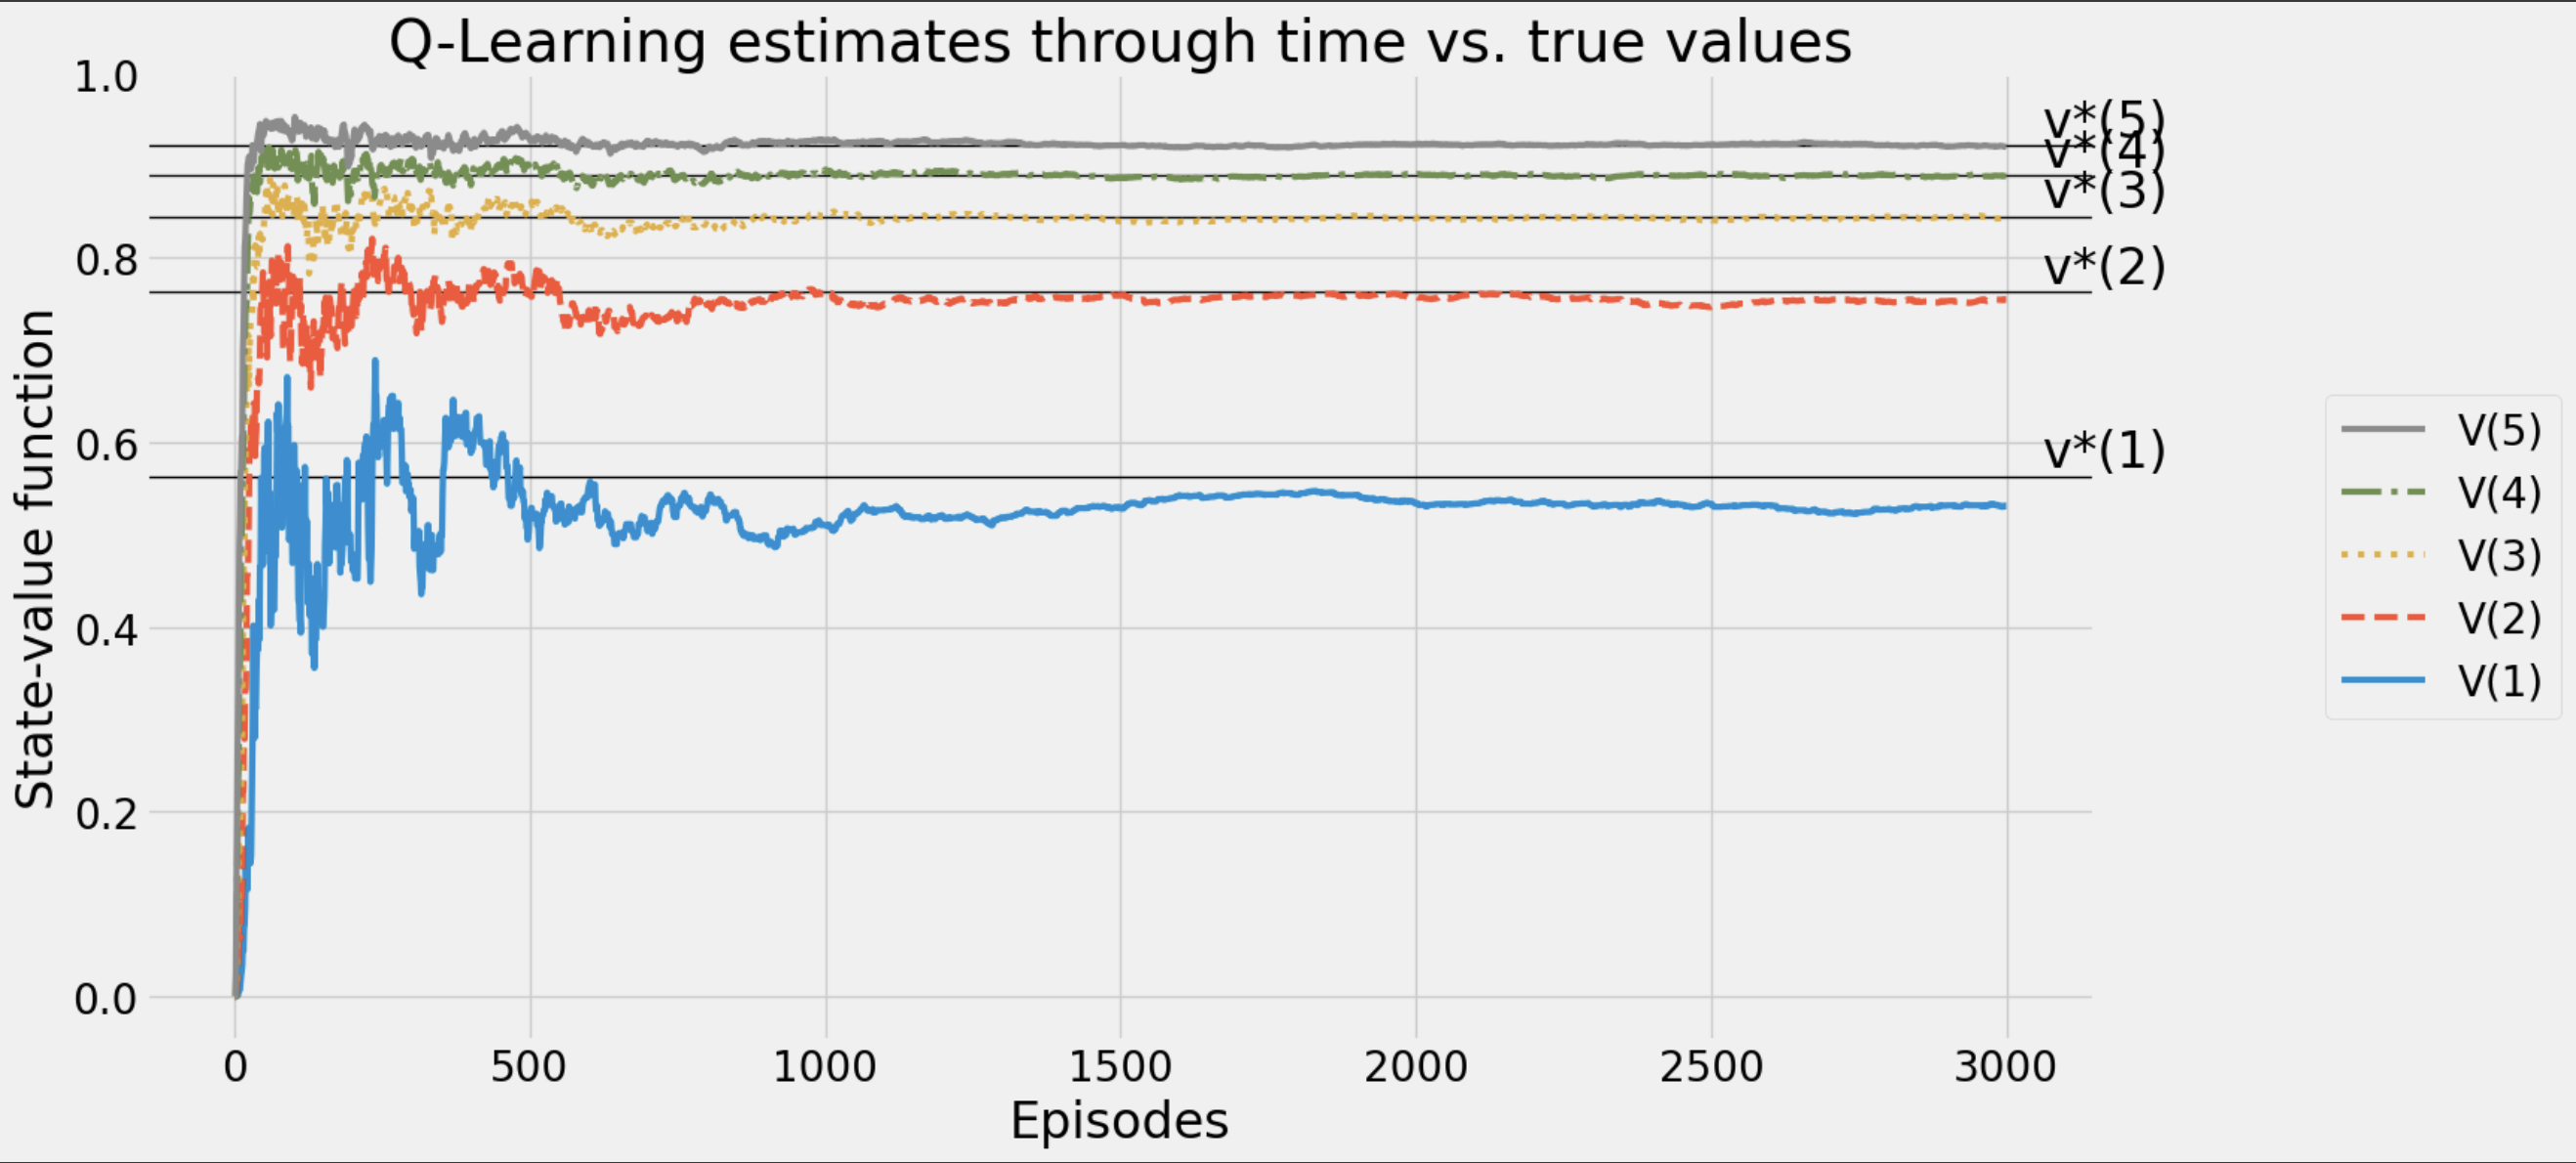 Q-Learning estimates through time vs. true values
1.0
0.8
0.6
0.4
0.2
0.0
State-value function
v*(5)
v*(4)
v*(3)
v*(2)
v*(1)
V(5)
V(4)
V(3)
V(2)
V(1)
0 500 1000 1500 2000 2500 3000
Episodes